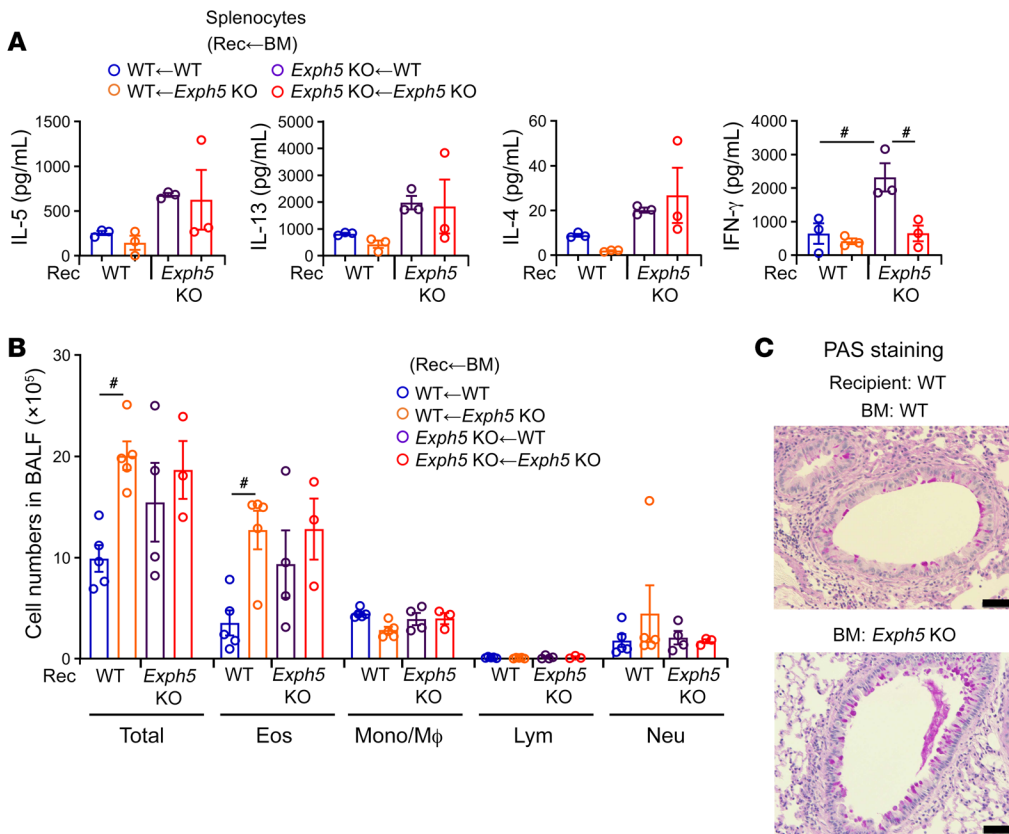 A
Splenocytes
(Rec←BM)
WT←WT
Exph5 KO←WT
WT←Exph5 KO
Exph5 KO←Exph5 KO
IL-5 (pg/mL)
1500
1000
500
0
Rec
WT
Exph5
KO
IL-13 (pg/mL)
5000
4000
3000
2000
1000
0
Rec
WT
Exph5
KO
IL-4 (pg/mL)
60
40
20
0
Rec
WT
Exph5
KO
IFN-γ (pg/mL)
4000
3000
2000
1000
0
# #
Rec
WT
Exph5
KO
B
Cell numbers in BALF (×10⁵)
30
20
10
0
(Rec←BM)
WT←WT
WT←Exph5 KO
Exph5 KO←WT
Exph5 KO←Exph5 KO
#
#
Rec WT Exph5 WT Exph5 WT Exph5 WT Exph5 WT Exph5
KO KO KO KO KO
Total Eos Mono/Mϕ Lym Neu
C
PAS staining
Recipient: WT
BM: WT
BM: Exph5 KO